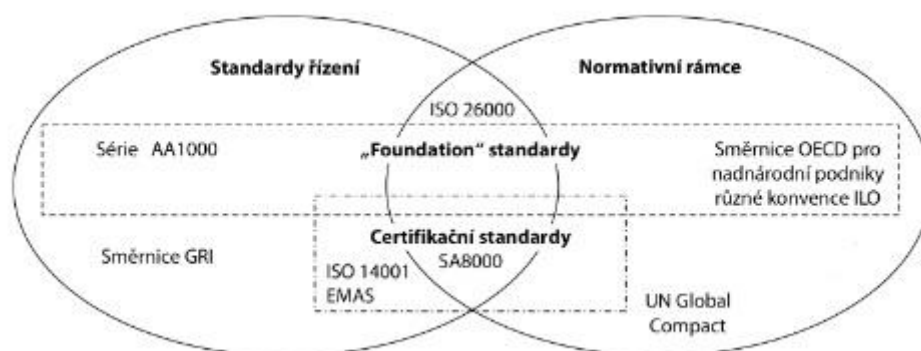 Standardy řízení
Normativní rámce
ISO 26000
Série AA1000
„Foundation“ standardy
Směrnice OECD pro
nadnárodní podniky
různé konvence ILO
Certifikační standardy
SA8000
Směrnice GRI
ISO 14001
EMAS
UN Global
Compact